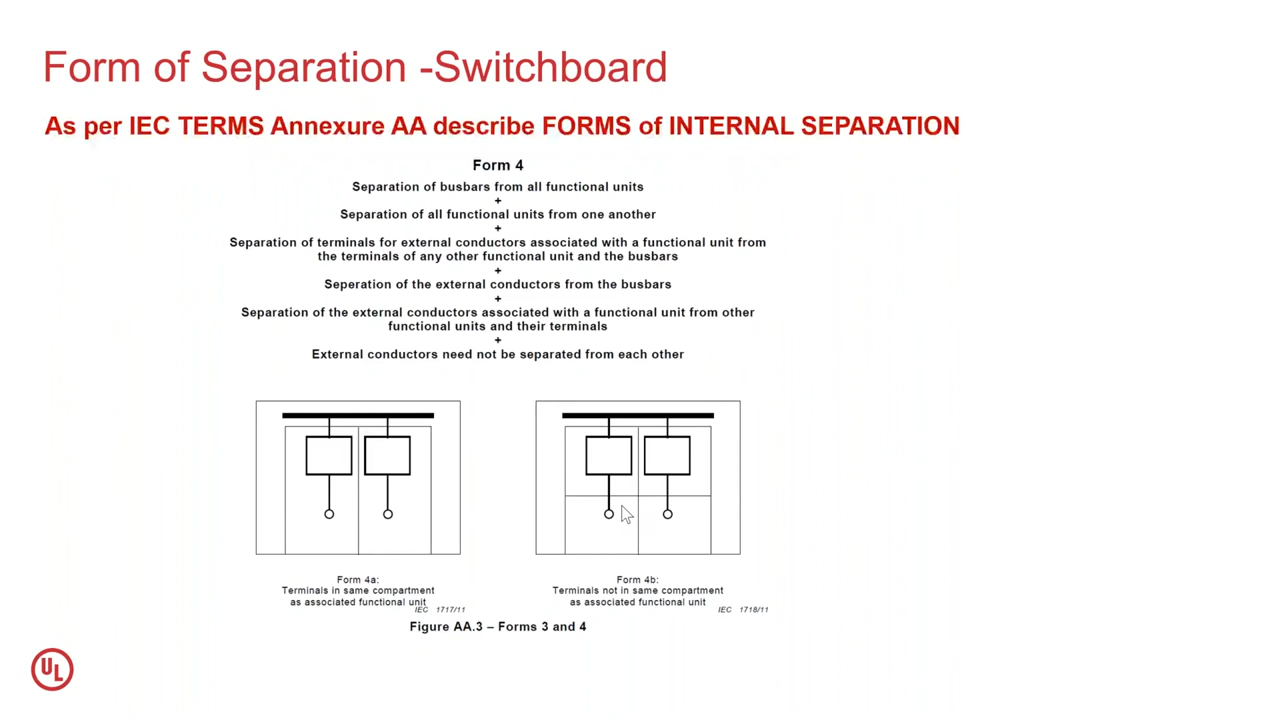 Form of Separation -Switchboard
As per IEC TERMS Annexure AA describe FORMS of INTERNAL SEPARATION
Form 4
Separation of busbars from all functional units
+
Separation of all functional units from one another
+
Separation of terminals for external conductors associated with a functional unit from
the terminals of any other functional unit and the busbars
+
Seperation of the external conductors from the busbars
+
Separation of the external conductors associated with a functional unit from other
functional units and their terminals
+
External conductors need not be separated from each other
Form 4a:
Terminals in same compartment
as associated functional unit
IEC 1717/11
Form 4b:
Terminals not in same compartment
as associated functional unit
IEC 1718/11
Figure AA.3 – Forms 3 and 4
UL